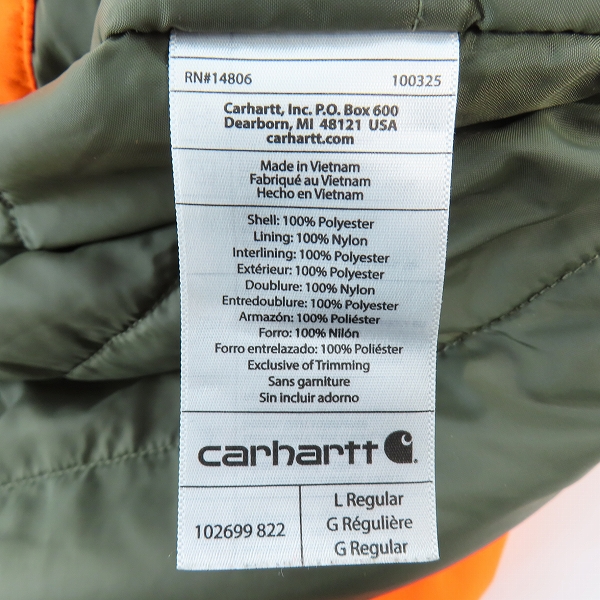 RN#14806 100325
Carhartt, Inc. P.O. Box 600
Dearborn, MI 48121 USA
carhartt.com
Made in Vietnam
Fabriqué au Vietnam
Hecho en Vietnam
Shell: 100% Polyester
Lining: 100% Nylon
Interlining: 100% Polyester
Extérieur: 100% Polyester
Doublure: 100% Nylon
Entredoublure: 100% Polyester
Armazón: 100% Poliéster
Forro: 100% Nilón
Forro entrelazado: 100% Poliéster
Exclusive of Trimming
Sans garniture
Sin incluir adorno
carhartt
102699 822
L Regular
G Régulière
G Regular